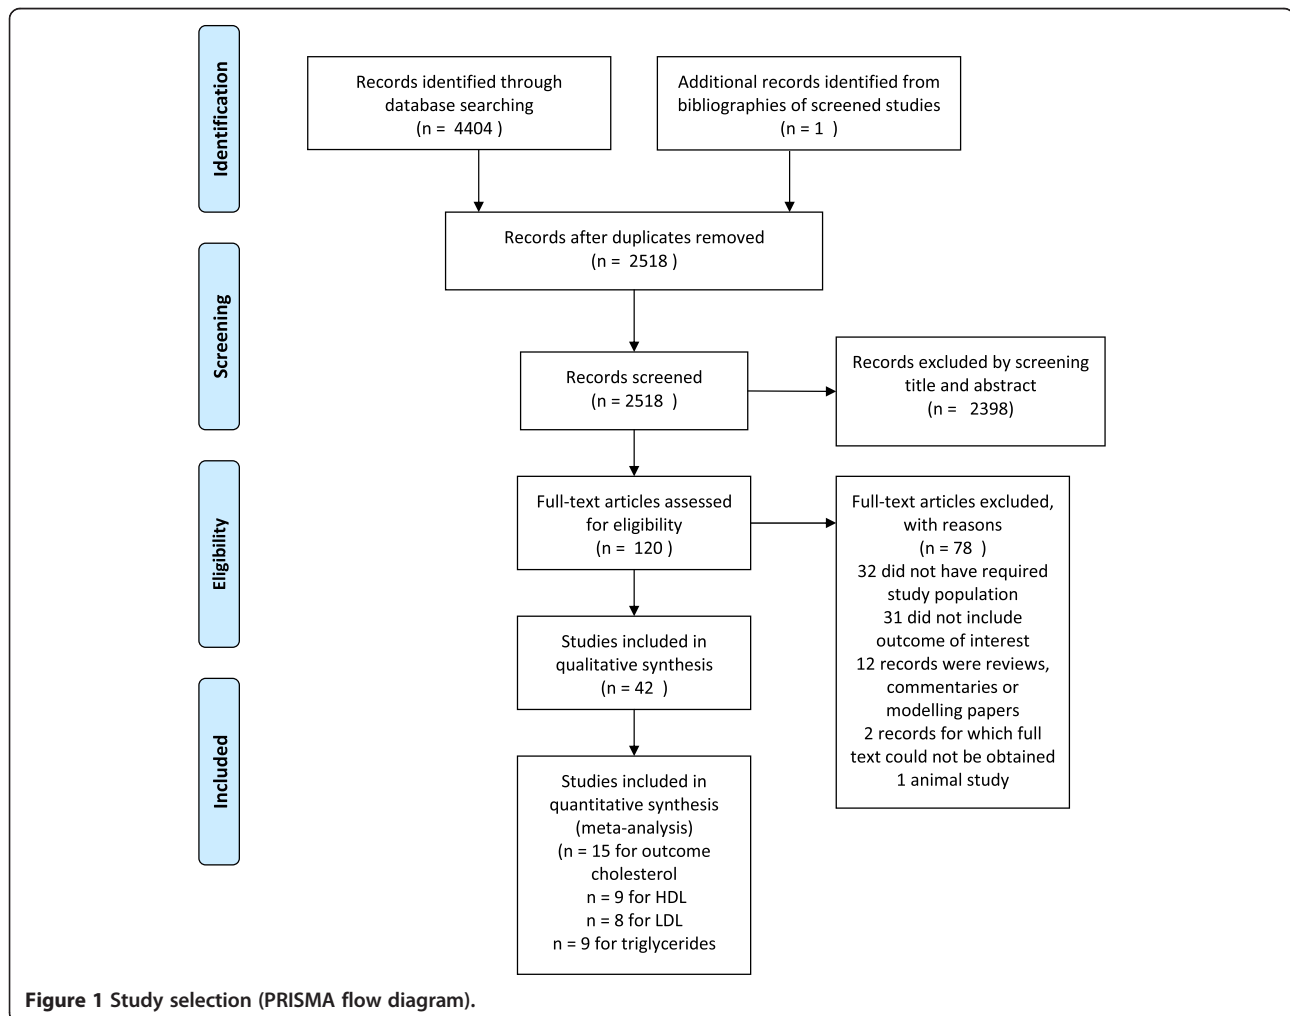 Identification
Records identified through
database searching
(n = 4404 )
Additional records identified from
bibliographies of screened studies
(n = 1 )
Records after duplicates removed
(n = 2518 )
Screening
Records screened
(n = 2518 )
Records excluded by screening
title and abstract
(n = 2398)
Eligibility
Full-text articles assessed
for eligibility
(n = 120 )
Full-text articles excluded,
with reasons
(n = 78 )
32 did not have required
study population
31 did not include
outcome of interest
12 records were reviews,
commentaries or
modelling papers
2 records for which full
text could not be obtained
1 animal study
Studies included in
qualitative synthesis
(n = 42 )
Included
Studies included in
quantitative synthesis
(meta-analysis)
(n = 15 for outcome
cholesterol
n = 9 for HDL
n = 8 for LDL
n = 9 for triglycerides
Figure 1 Study selection (PRISMA flow diagram).